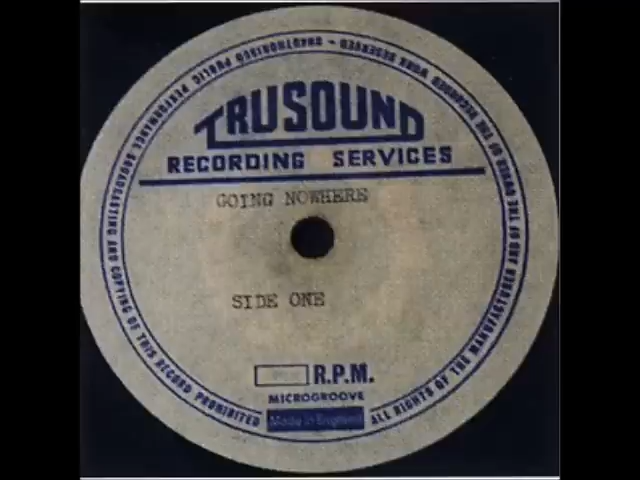 TRUSOUND
RECORDING SERVICES
GOING NOWHERE
SIDE ONE
R.P.M.
MICROGROOVE
Made in England
ALL RIGHTS OF THE MANUFACTURER AND OF THE OWNER OF THE RECORDED WORK RESERVED - UNAUTHORISED PUBLIC PERFORMANCE BROADCASTING AND COPYING OF THIS RECORD PROHIBITED